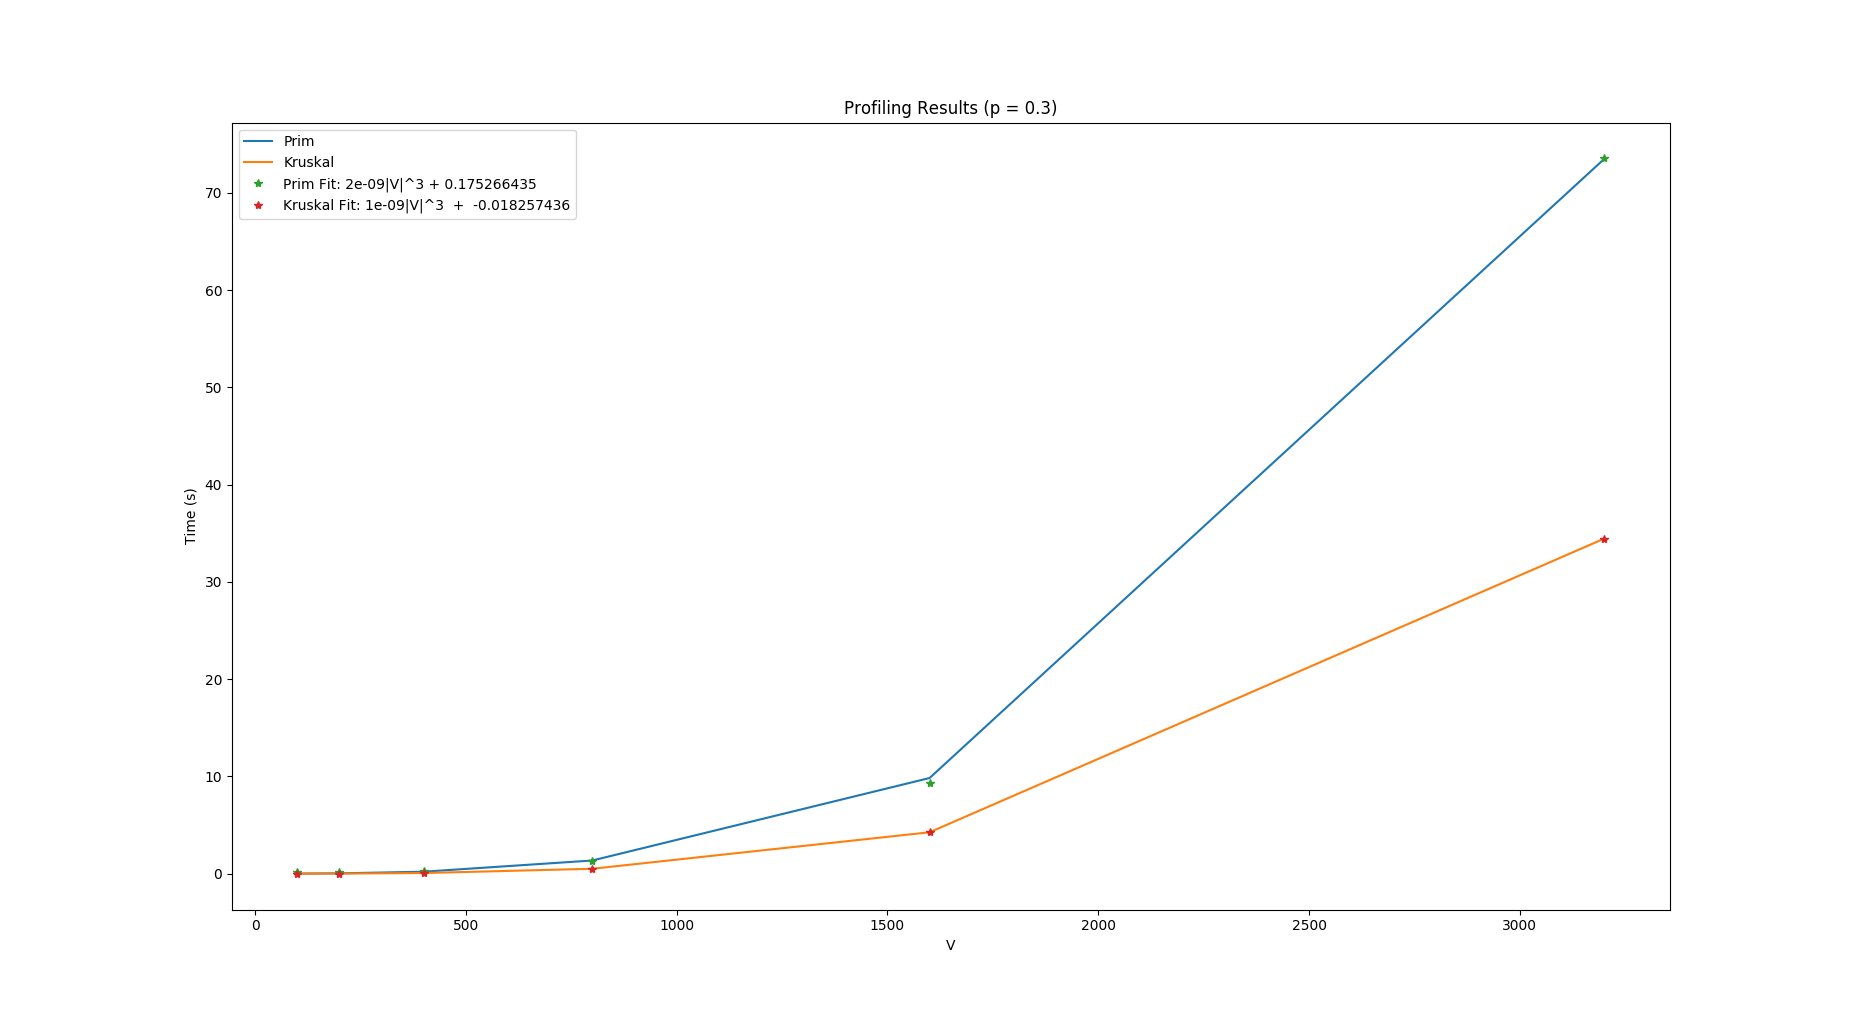 Profiling Results (p = 0.3)
Prim
Kruskal
Prim Fit: 2e-09|V|^3 + 0.175266435
Kruskal Fit: 1e-09|V|^3  +  -0.018257436
70
60
50
40
30
20
10
0
Time (s)
0 500 1000 1500 2000 2500 3000
V